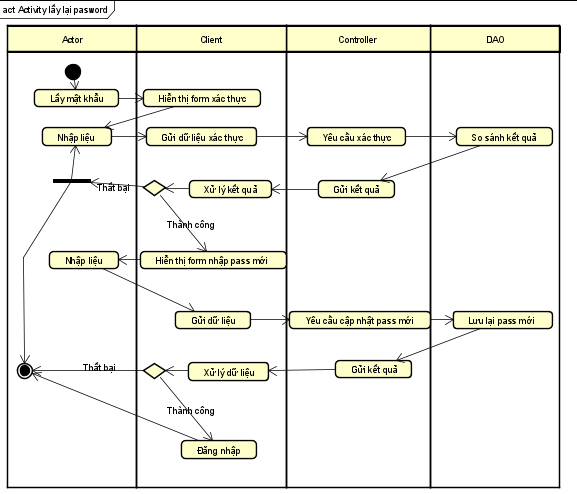 act Activity lấy lại pasword
Actor
Client
Controller
DAO
Lấy mật khẩu
Hiển thị form xác thực
Nhập liệu
Gửi dữ liệu xác thực
Yêu cầu xác thực
So sánh kết quả
Thất bại
Xử lý kết quả
Gửi kết quả
Thành công
Nhập liệu
Hiển thị form nhập pass mới
Gửi dữ liệu
Yêu cầu cập nhật pass mới
Lưu lại pass mới
Thất bại
Xử lý dữ liệu
Gửi kết quả
Thành công
Đăng nhập